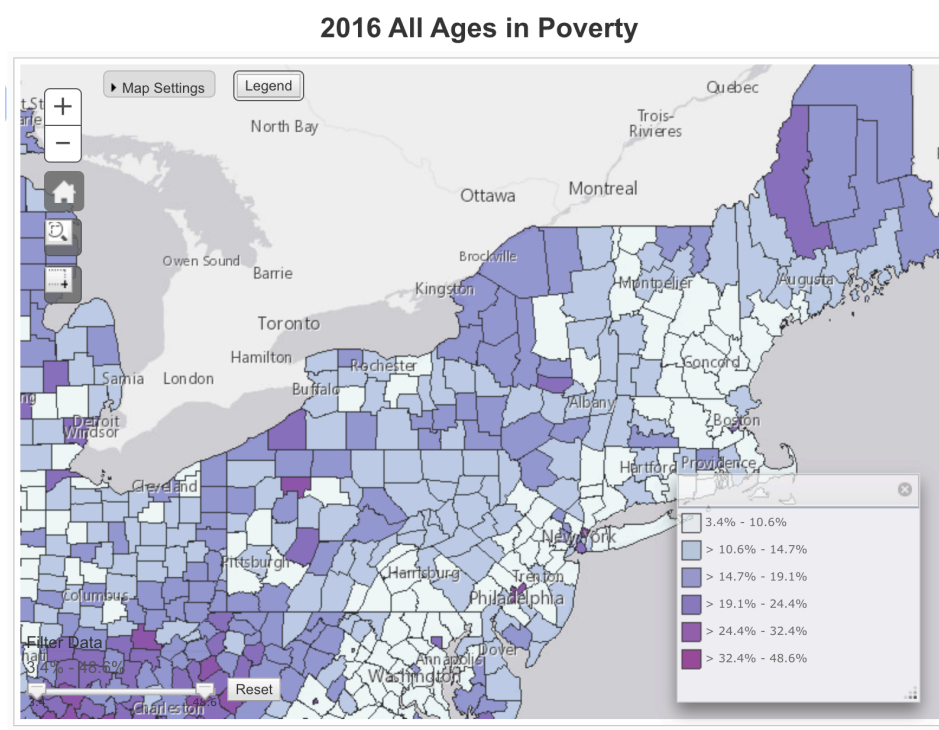 2016 All Ages in Poverty
Map Settings
Legend
Quebec
North Bay
Trois-
Rivieres
Ottawa
Montreal
Owen Sound
Barrie
Brockville
Kingston
Montpelier
Augusta
Toronto
Hamilton
Rochester
Concord
Sarnia
London
Buffalo
Albany
Detroit
Windsor
Boston
Hartford
Providence
Cleveland
New York
Pittsburgh
Harrisburg
Trenton
Columbus
Philadelphia
Dover
Annapolis
Washington
Charleston
Filter Data
3.4% - 48.6%
Reset
3.4
3.4% - 10.6%
> 10.6% - 14.7%
> 14.7% - 19.1%
> 19.1% - 24.4%
> 24.4% - 32.4%
> 32.4% - 48.6%